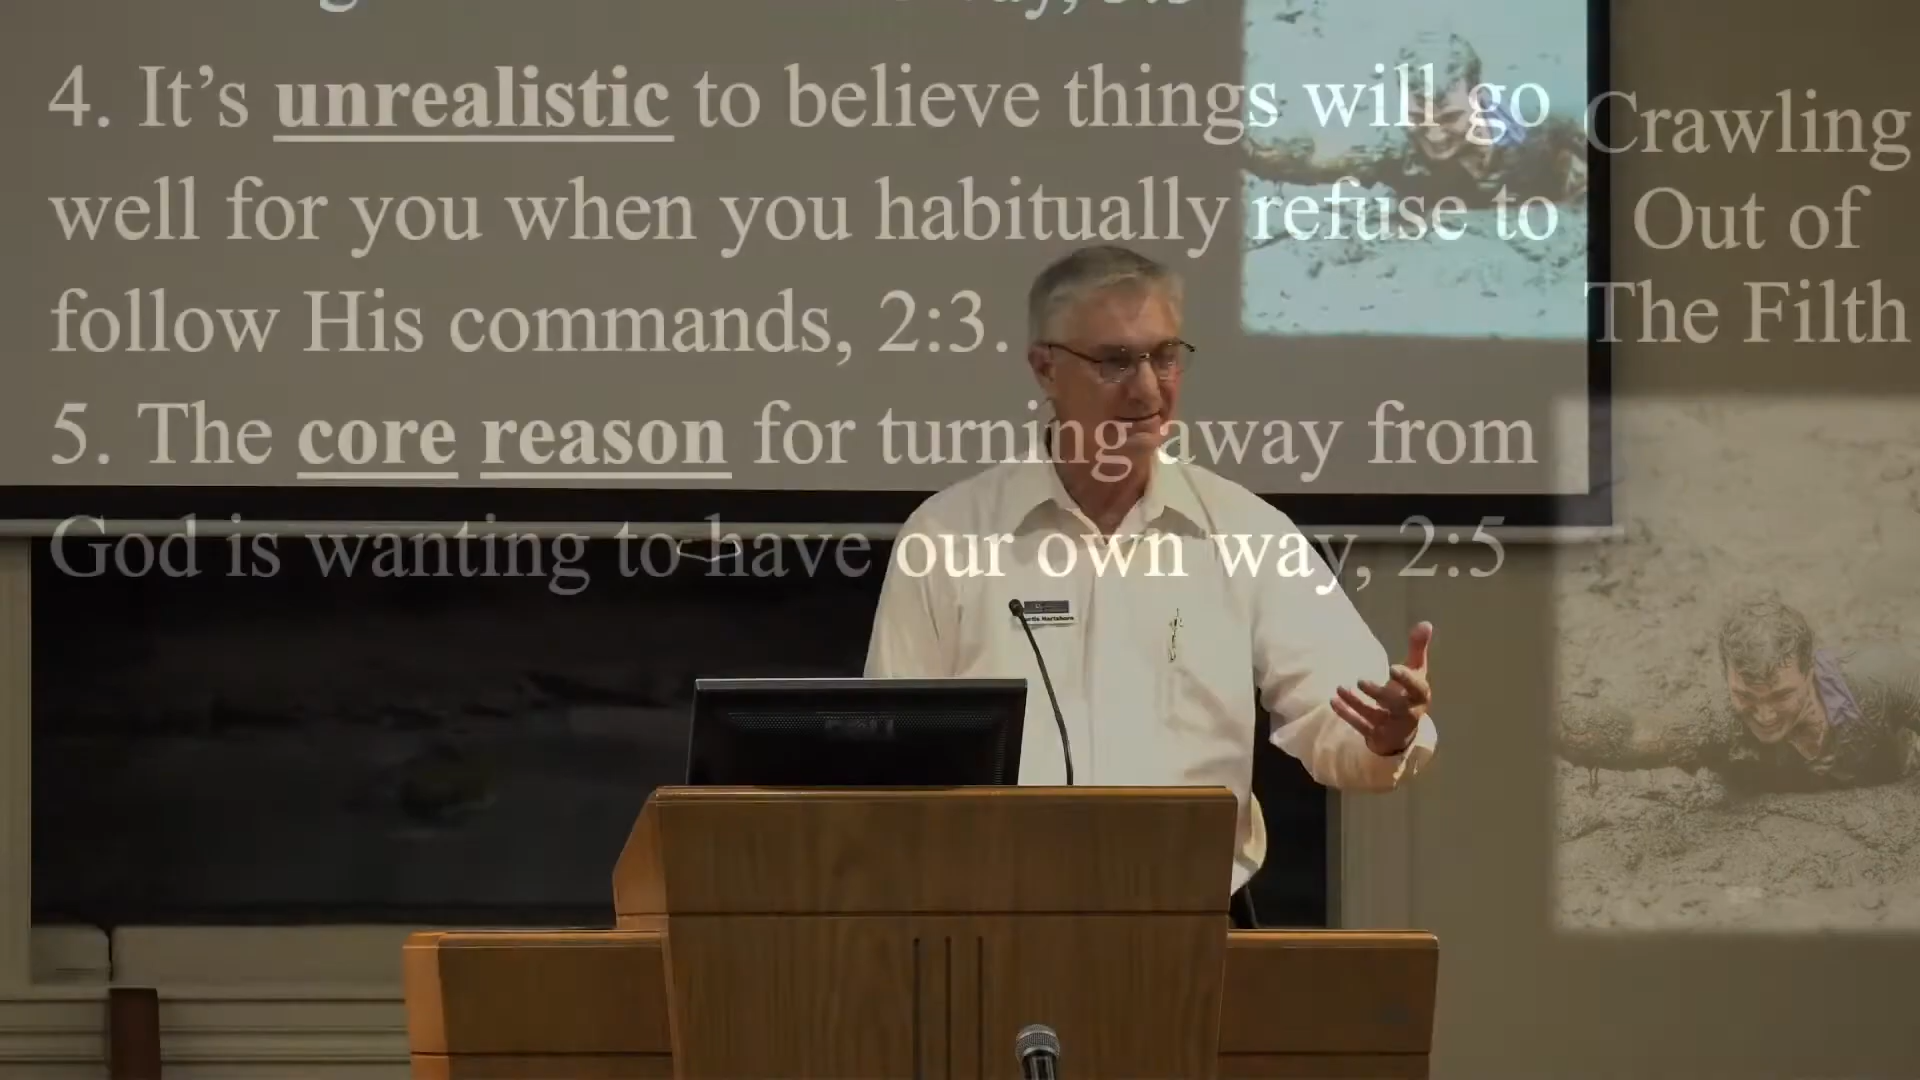 4. It’s unrealistic to believe things will go
well for you when you habitually refuse to
follow His commands, 2:3.
5. The core reason for turning away from
God is wanting to have our own way, 2:5
Crawling
Out of
The Filth